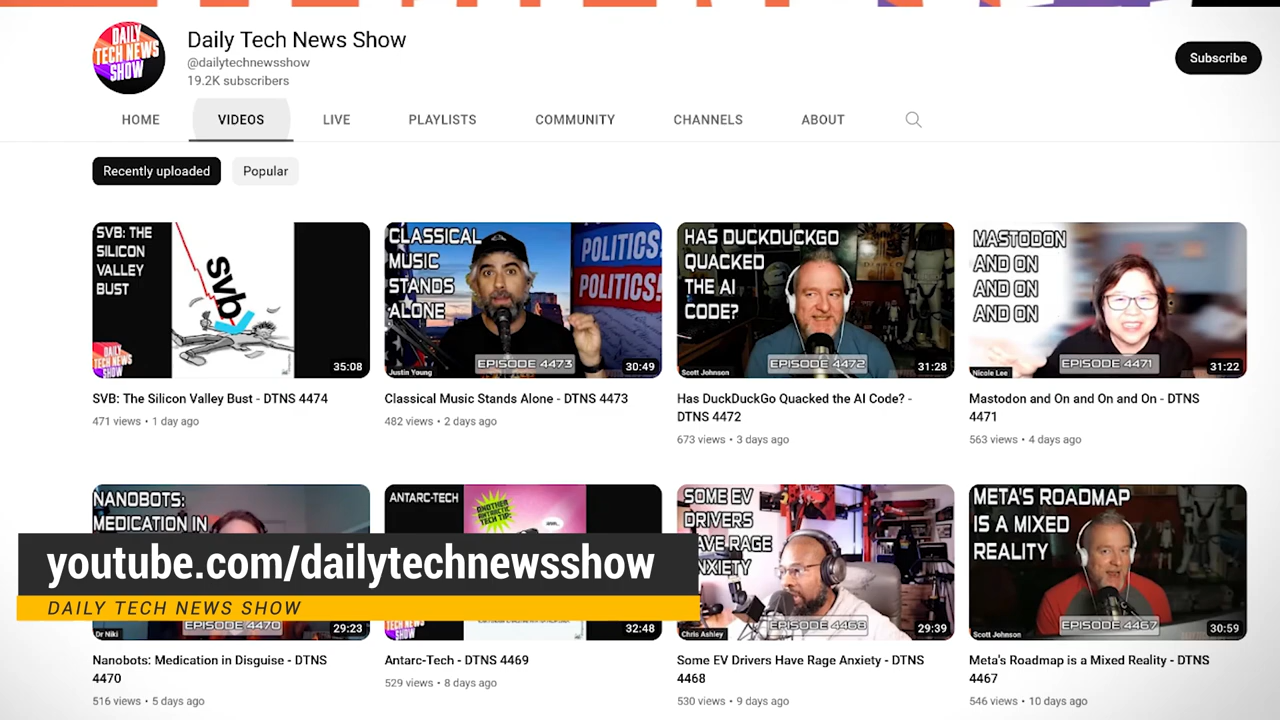 DAILY
TECH NEWS
SHOW
Daily Tech News Show
@dailytechnewsshow
19.2K subscribers
Subscribe
HOME
VIDEOS
LIVE
PLAYLISTS
COMMUNITY
CHANNELS
ABOUT
Recently uploaded
Popular
SVB: THE
SILICON
VALLEY
BUST
svb
DAILY
TECH NEWS
SHOW
35:08
CLASSICAL
MUSIC
STANDS
ALONE
POLITICS
POLITICS!
EPISODE 4473
Justin Young
30:49
HAS DUCKDUCKGO
QUACKED
THE AI
CODE?
EPISODE 4472
Scott Johnson
31:28
MASTODON
AND ON
AND ON
AND ON
EPISODE 4471
Nicole Lee
31:22
SVB: The Silicon Valley Bust - DTNS 4474
471 views • 1 day ago
Classical Music Stands Alone - DTNS 4473
482 views • 2 days ago
Has DuckDuckGo Quacked the AI Code? -
DTNS 4472
673 views • 3 days ago
Mastodon and On and On and On - DTNS
4471
563 views • 4 days ago
NANOBOTS:
MEDICATION IN
EPISODE 4470
Dr Niki
29:23
ANTARC-TECH
ANOTHER
ANTARCTIC
TECH TIP:
SHOW
32:48
SOME EV
DRIVERS
HAVE RAGE
ANXIETY
EPISODE 4468
Chris Ashley
29:39
META'S ROADMAP
IS A MIXED
REALITY
EPISODE 4467
Scott Johnson
30:59
youtube.com/dailytechnewsshow
DAILY TECH NEWS SHOW
Nanobots: Medication in Disguise - DTNS
4470
516 views • 5 days ago
Antarc-Tech - DTNS 4469
529 views • 8 days ago
Some EV Drivers Have Rage Anxiety - DTNS
4468
530 views • 9 days ago
Meta's Roadmap is a Mixed Reality - DTNS
4467
546 views • 10 days ago